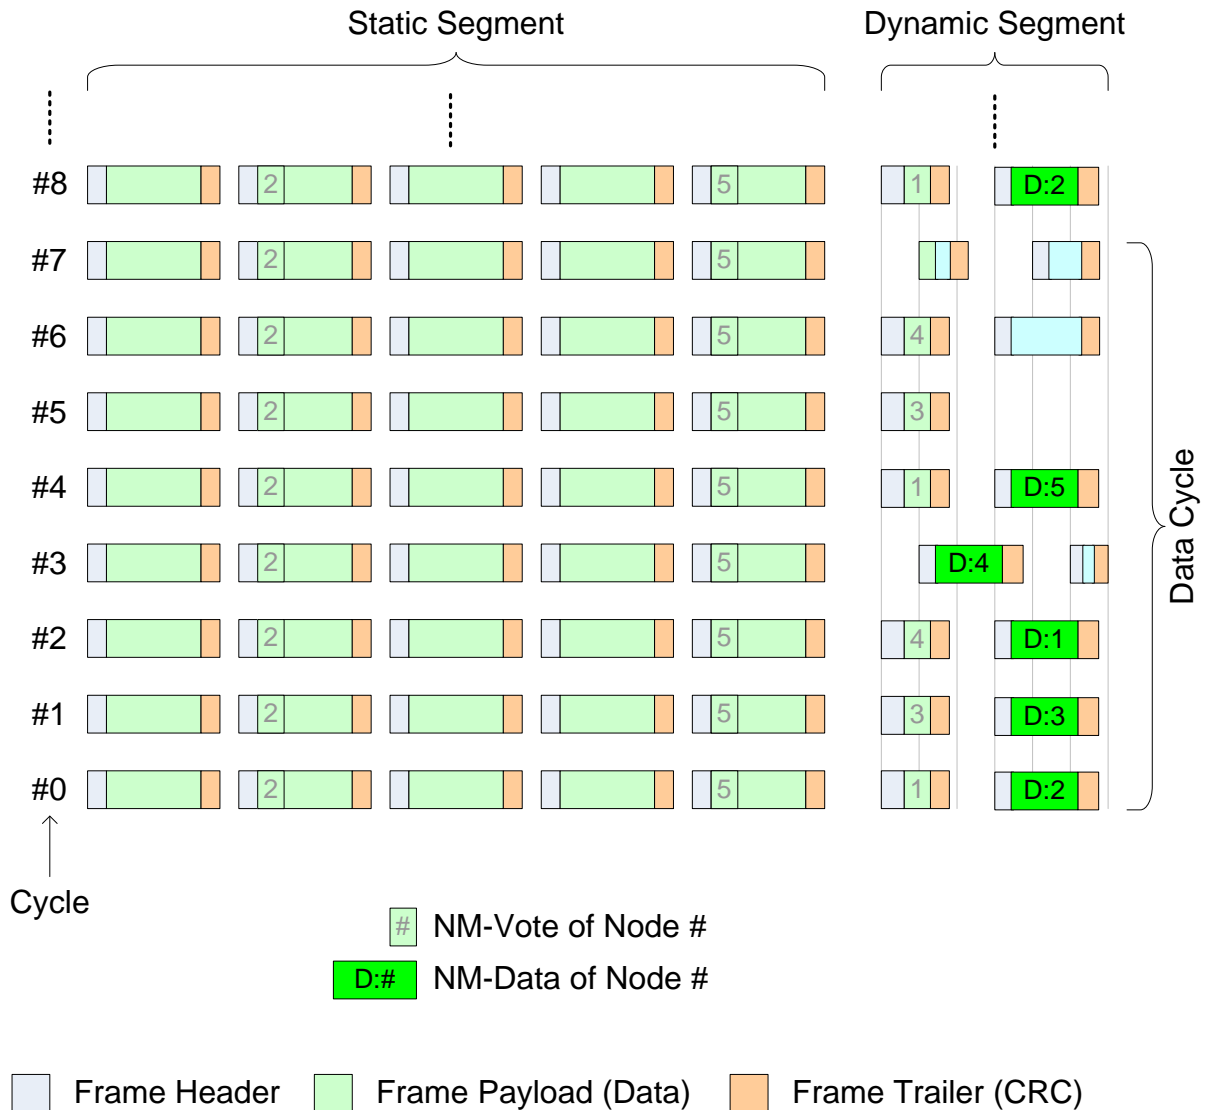 Static Segment Dynamic Segment
#8 2 5 1 D:2
#7 2 5
#6 2 5 4
#5 2 5 3
#4 2 5 1 D:5
#3 2 5 D:4
#2 2 5 4 D:1
#1 2 5 3 D:3
#0 2 5 1 D:2
Data Cycle
Cycle
# NM-Vote of Node #
D:# NM-Data of Node #
Frame Header Frame Payload (Data) Frame Trailer (CRC)